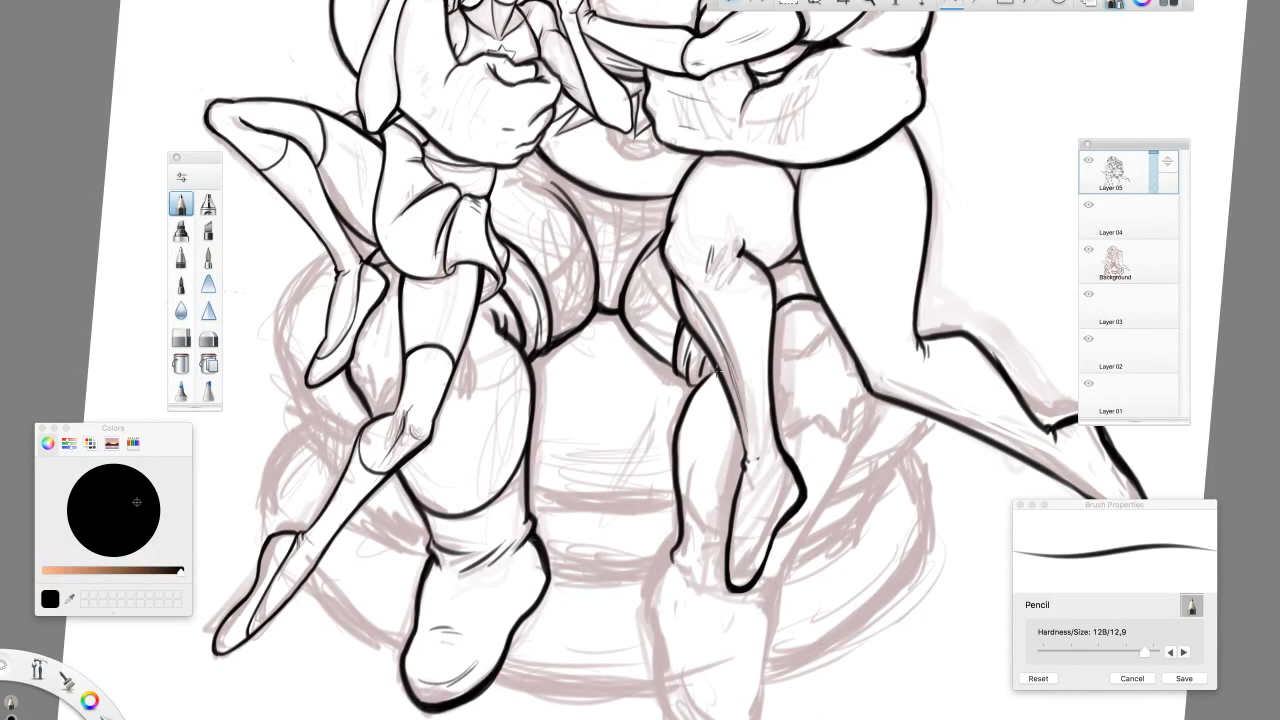 Layer 05
Layer 04
Background
Layer 03
Layer 02
Layer 01
Colors
Brush Properties
Pencil
Hardness/Size: 12B/12,9
Reset
Cancel
Save